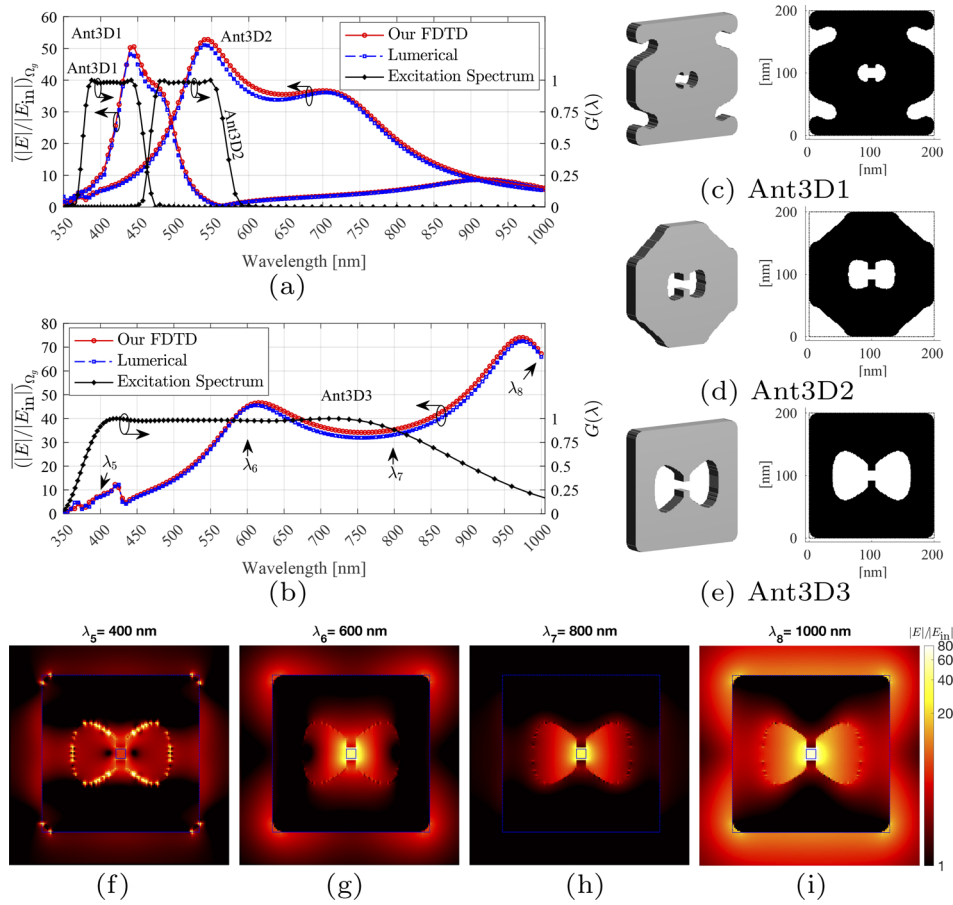 60
50
40
30
20
10
0
(|E|/|E_in|)_Ω_g
Ant3D1
Ant3D1
Ant3D2
Ant3D2
Our FDTD
Lumerical
Excitation Spectrum
1
0.75
0.5
0.25
0
G(λ)
350 400 450 500 550 600 650 700 750 800 850 900 950 1000
Wavelength [nm]
(a)
200
[nm]
100
0
0 100 200
[nm]
(c) Ant3D1
200
[nm]
100
0
0 100 200
[nm]
(d) Ant3D2
80
70
60
50
40
30
20
10
0
(|E|/|E_in|)_Ω_g
Our FDTD
Lumerical
Excitation Spectrum
Ant3D3
λ5
λ6
λ7
λ8
1
0.75
0.5
0.25
0
G(λ)
350 400 450 500 550 600 650 700 750 800 850 900 950 1000
Wavelength [nm]
(b)
200
[nm]
100
0
0 100 200
[nm]
(e) Ant3D3
λ5= 400 nm
λ6= 600 nm
λ7= 800 nm
λ8= 1000 nm
|E|/|E_in|
80
60
40
20
1
(f)
(g)
(h)
(i)